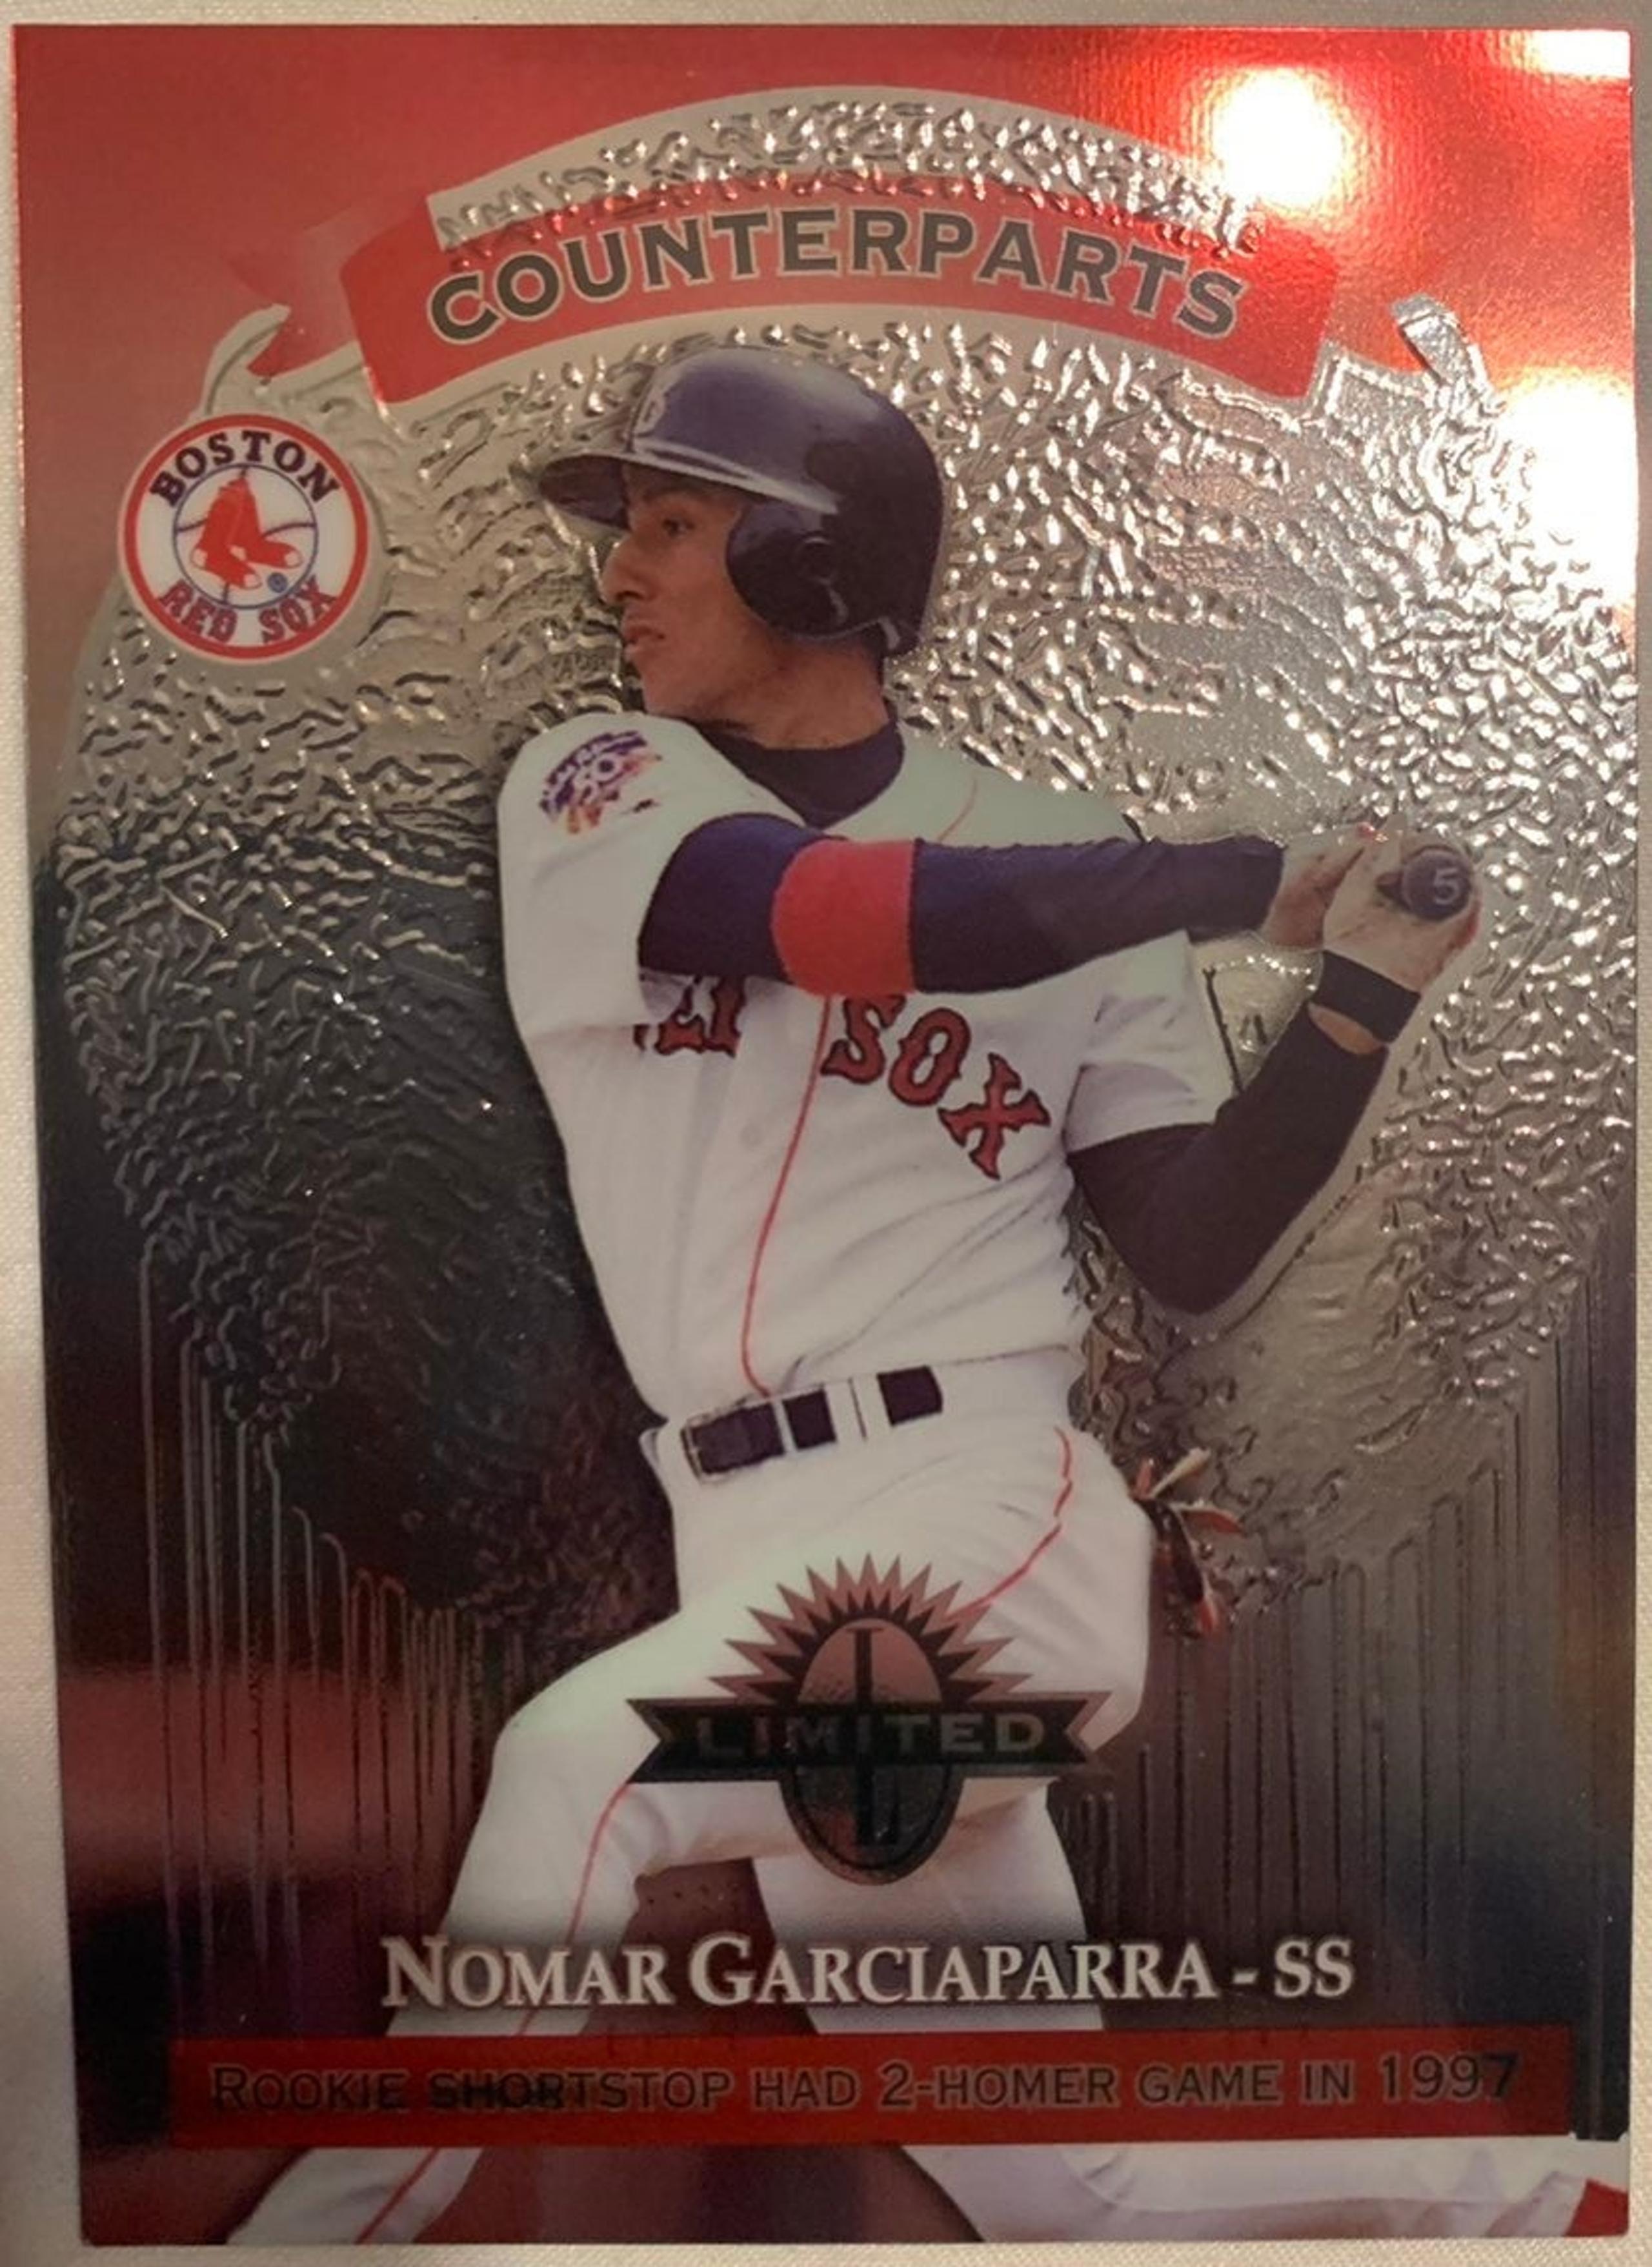 COUNTERPARTS
BOSTON
RED SOX
5
SOX
LIMITED
NOMAR GARCIAPARRA - SS
ROOKIE SHORTSTOP HAD 2-HOMER GAME IN 1997